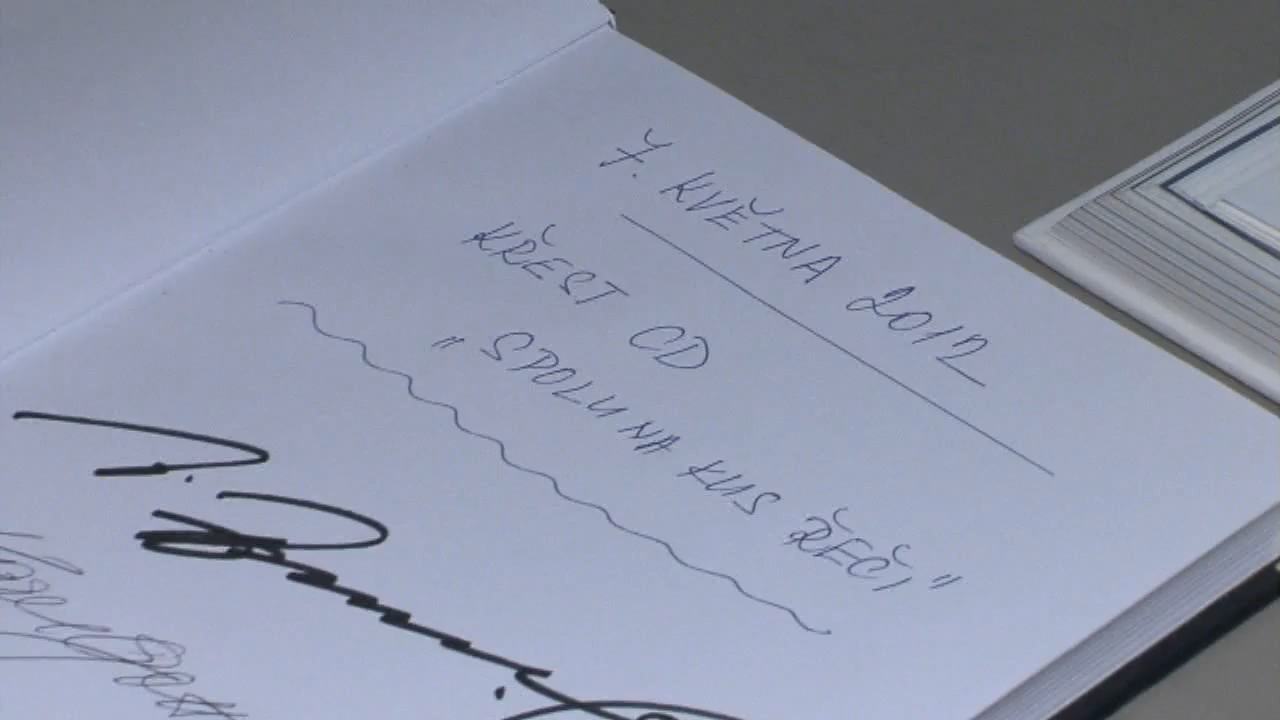 7. KVĚTNA 2012
KŘEST CD
„SPOLU NA KUS ŘEČI"